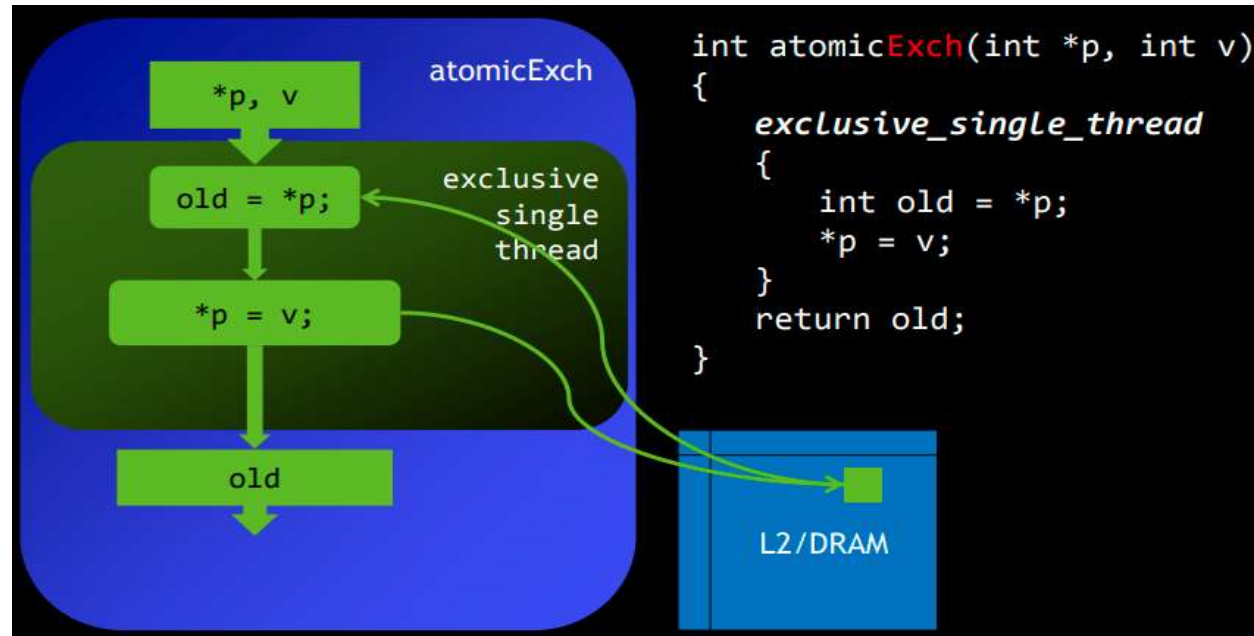 atomicExch
*p, v
exclusive
single
thread
old = *p;
*p = v;
old
int atomicExch(int *p, int v)
{
exclusive_single_thread
{
int old = *p;
*p = v;
}
return old;
}
L2/DRAM